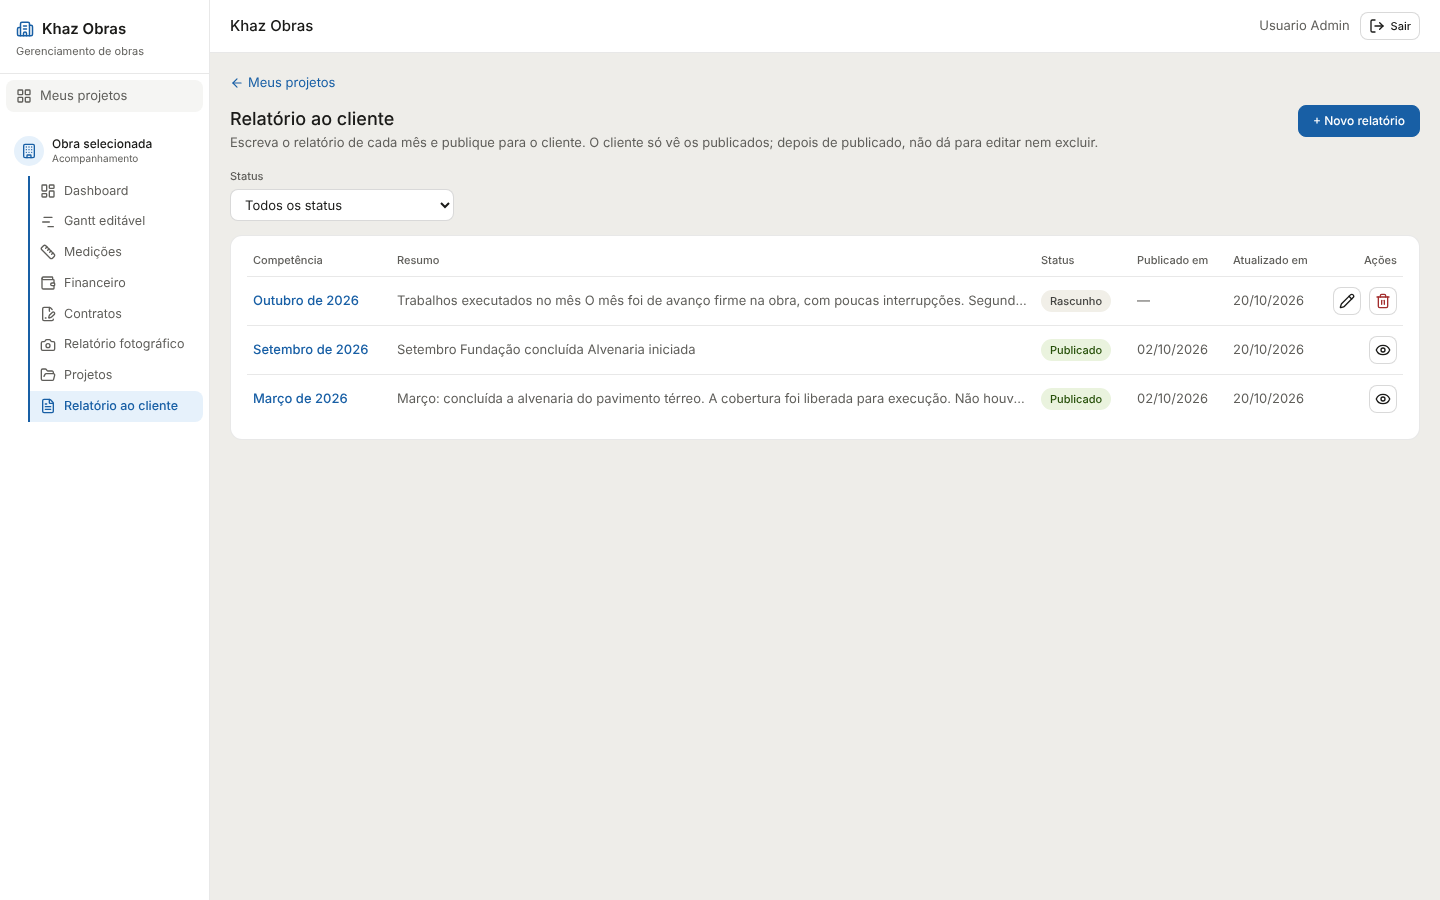 Khaz Obras
Gerenciamento de obras
Meus projetos
Obra selecionada
Acompanhamento
Dashboard
Gantt editável
Medições
Financeiro
Contratos
Relatório fotográfico
Projetos
Relatório ao cliente
Khaz Obras
Usuario Admin
Sair
← Meus projetos
Relatório ao cliente
+ Novo relatório
Escreva o relatório de cada mês e publique para o cliente. O cliente só vê os publicados; depois de publicado, não dá para editar nem excluir.
Status
Todos os status
Competência Resumo Status Publicado em Atualizado em Ações
Outubro de 2026 Trabalhos executados no mês O mês foi de avanço firme na obra, com poucas interrupções. Segund... Rascunho — 20/10/2026
Setembro de 2026 Setembro Fundação concluída Alvenaria iniciada Publicado 02/10/2026 20/10/2026
Março de 2026 Março: concluída a alvenaria do pavimento térreo. A cobertura foi liberada para execução. Não houv... Publicado 02/10/2026 20/10/2026